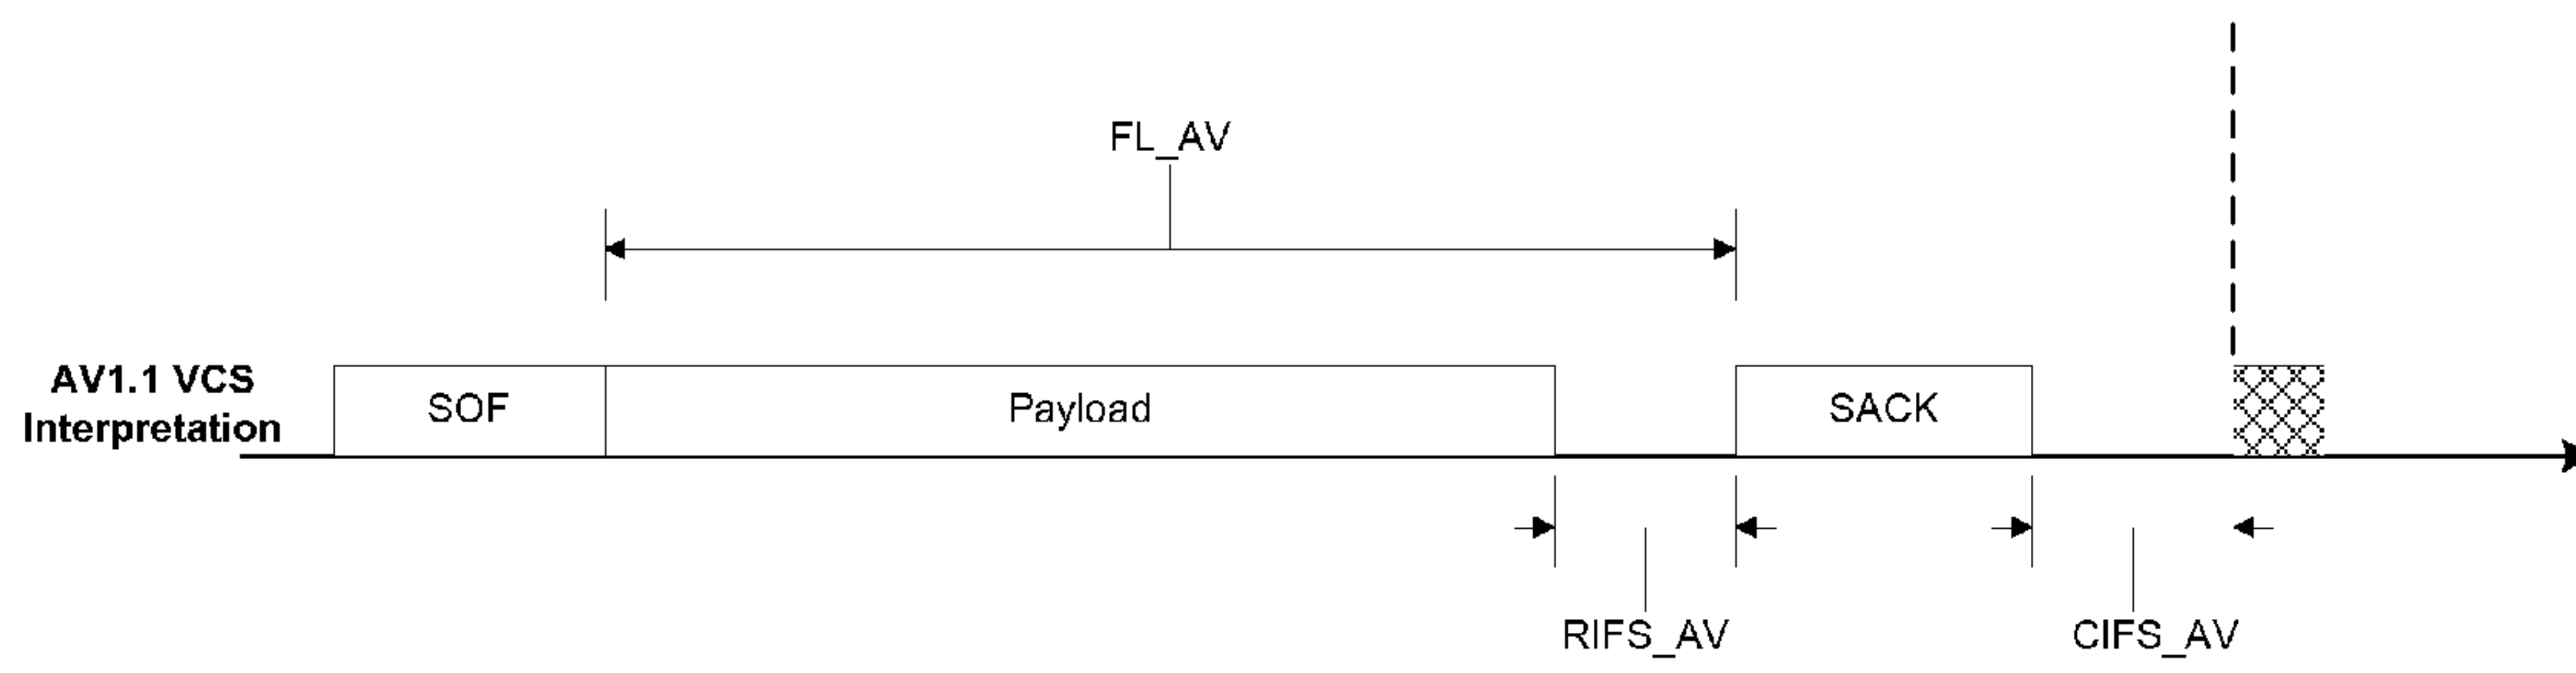 FL_AV
AV1.1 VCS
Interpretation
SOF
Payload
SACK
RIFS_AV
CIFS_AV